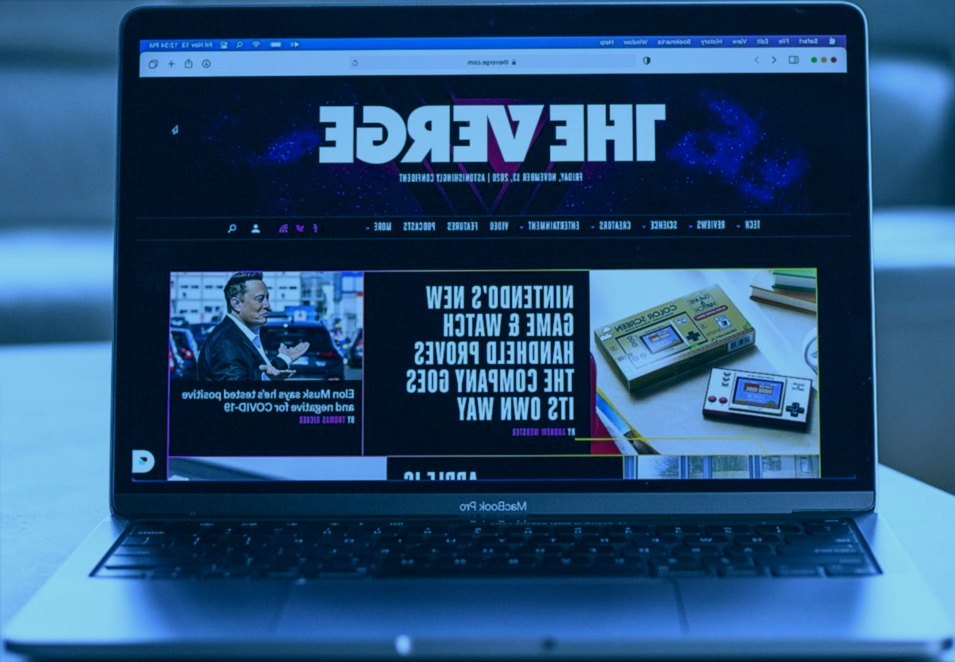 Safari File Edit View History Bookmarks Window Help
Fri Nov 13 12:34 PM
theverge.com
THE VERGE
FRIDAY, NOVEMBER 13, 2020 | ASTONISHINGLY CONFIDENT
TECH REVIEWS SCIENCE CREATORS ENTERTAINMENT VIDEO FEATURES PODCASTS MORE
COLOR SCREEN
NINTENDO'S NEW
GAME & WATCH
HANDHELD PROVES
THE COMPANY GOES
ITS OWN WAY
BY ANDREW WEBSTER
Elon Musk says he's tested positive
and negative for COVID-19
BY THOMAS RICKER
APPLE IS
MacBook Pro